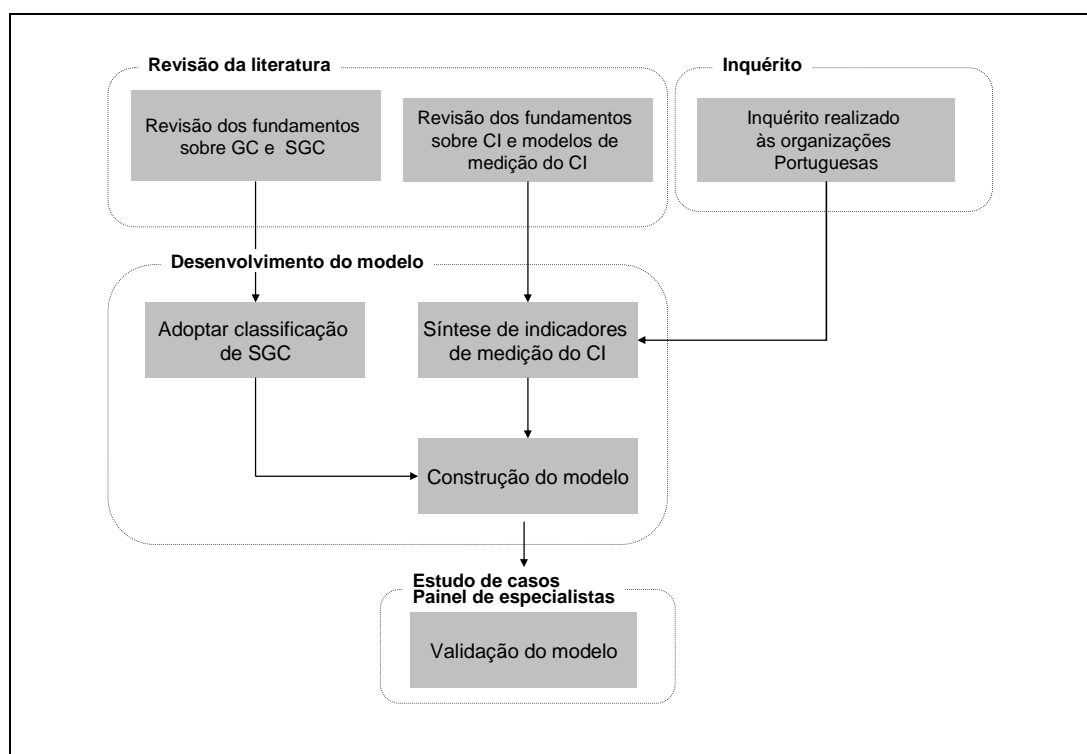 Revisão da literatura
Inquérito
Revisão dos fundamentos
sobre GC e SGC
Revisão dos fundamentos
sobre CI e modelos de
medição do CI
Inquérito realizado
às organizações
Portuguesas
Desenvolvimento do modelo
Adoptar classificação
de SGC
Síntese de indicadores
de medição do CI
Construção do modelo
Estudo de casos
Painel de especialistas
Validação do modelo